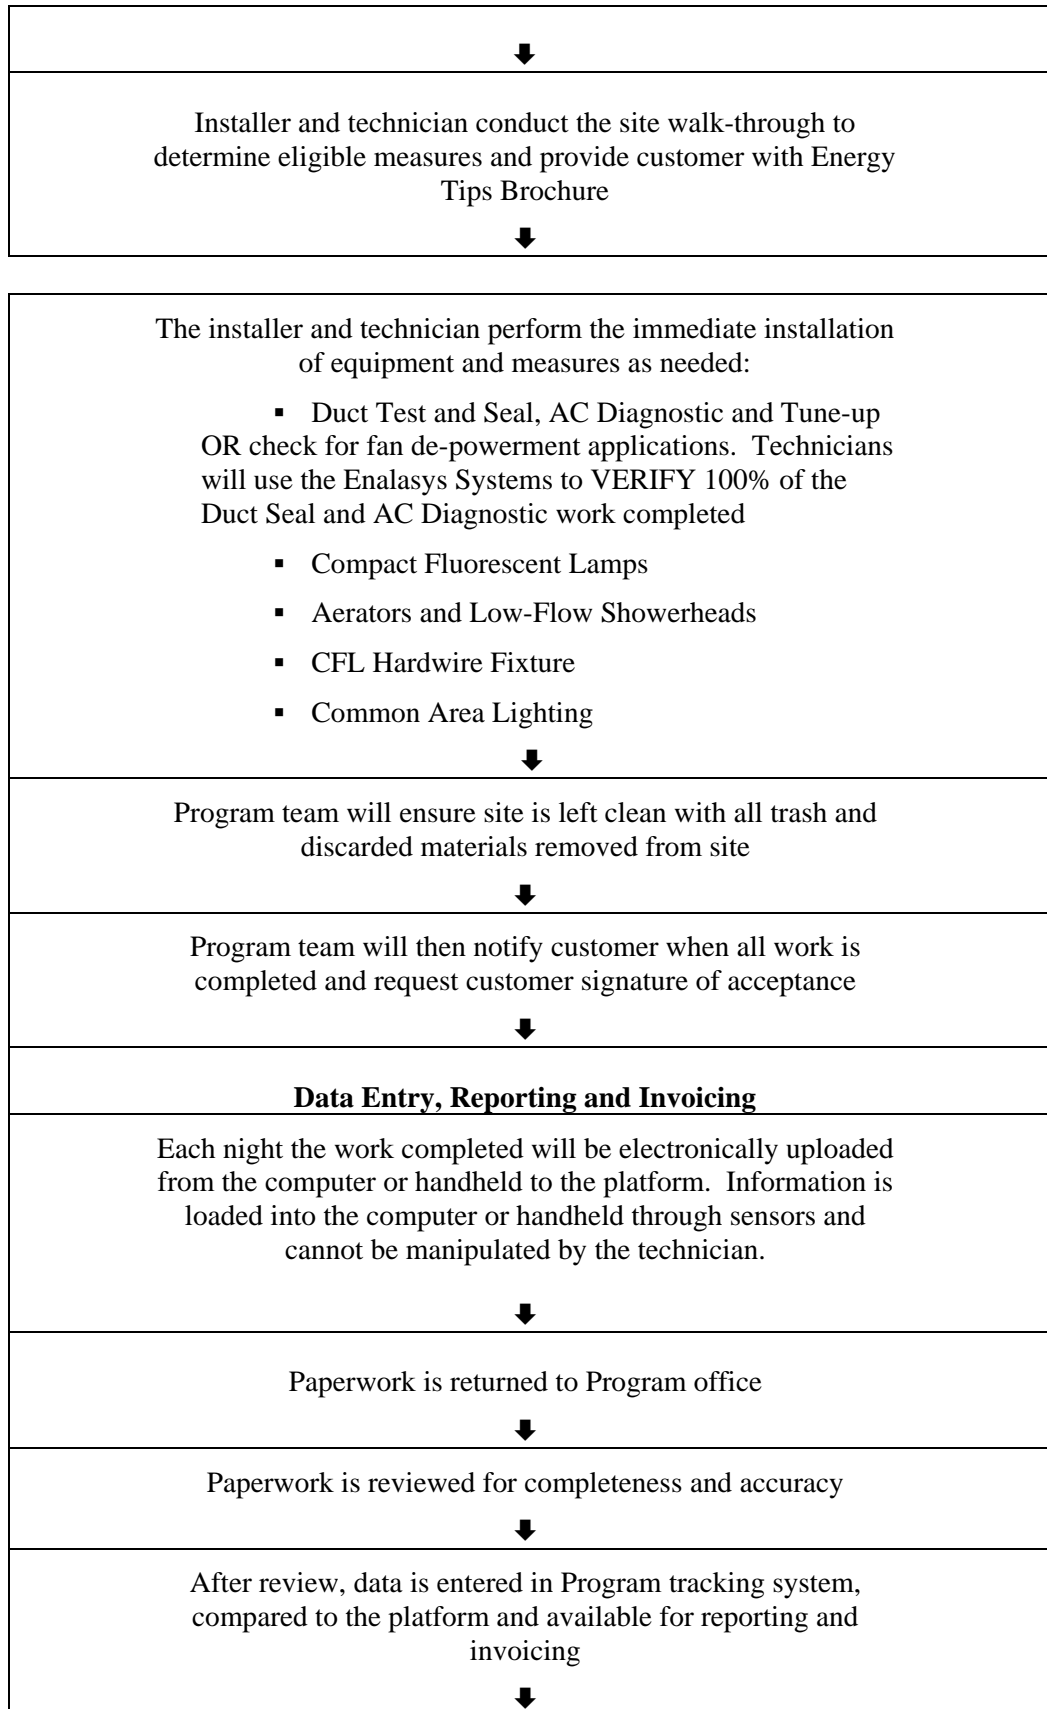 Installer and technician conduct the site walk-through to
determine eligible measures and provide customer with Energy
Tips Brochure
The installer and technician perform the immediate installation
of equipment and measures as needed:
▪ Duct Test and Seal, AC Diagnostic and Tune-up
OR check for fan de-powerment applications. Technicians
will use the Enalasys Systems to VERIFY 100% of the
Duct Seal and AC Diagnostic work completed
▪ Compact Fluorescent Lamps
▪ Aerators and Low-Flow Showerheads
▪ CFL Hardwire Fixture
▪ Common Area Lighting
Program team will ensure site is left clean with all trash and
discarded materials removed from site
Program team will then notify customer when all work is
completed and request customer signature of acceptance
Data Entry, Reporting and Invoicing
Each night the work completed will be electronically uploaded
from the computer or handheld to the platform. Information is
loaded into the computer or handheld through sensors and
cannot be manipulated by the technician.
Paperwork is returned to Program office
Paperwork is reviewed for completeness and accuracy
After review, data is entered in Program tracking system,
compared to the platform and available for reporting and
invoicing